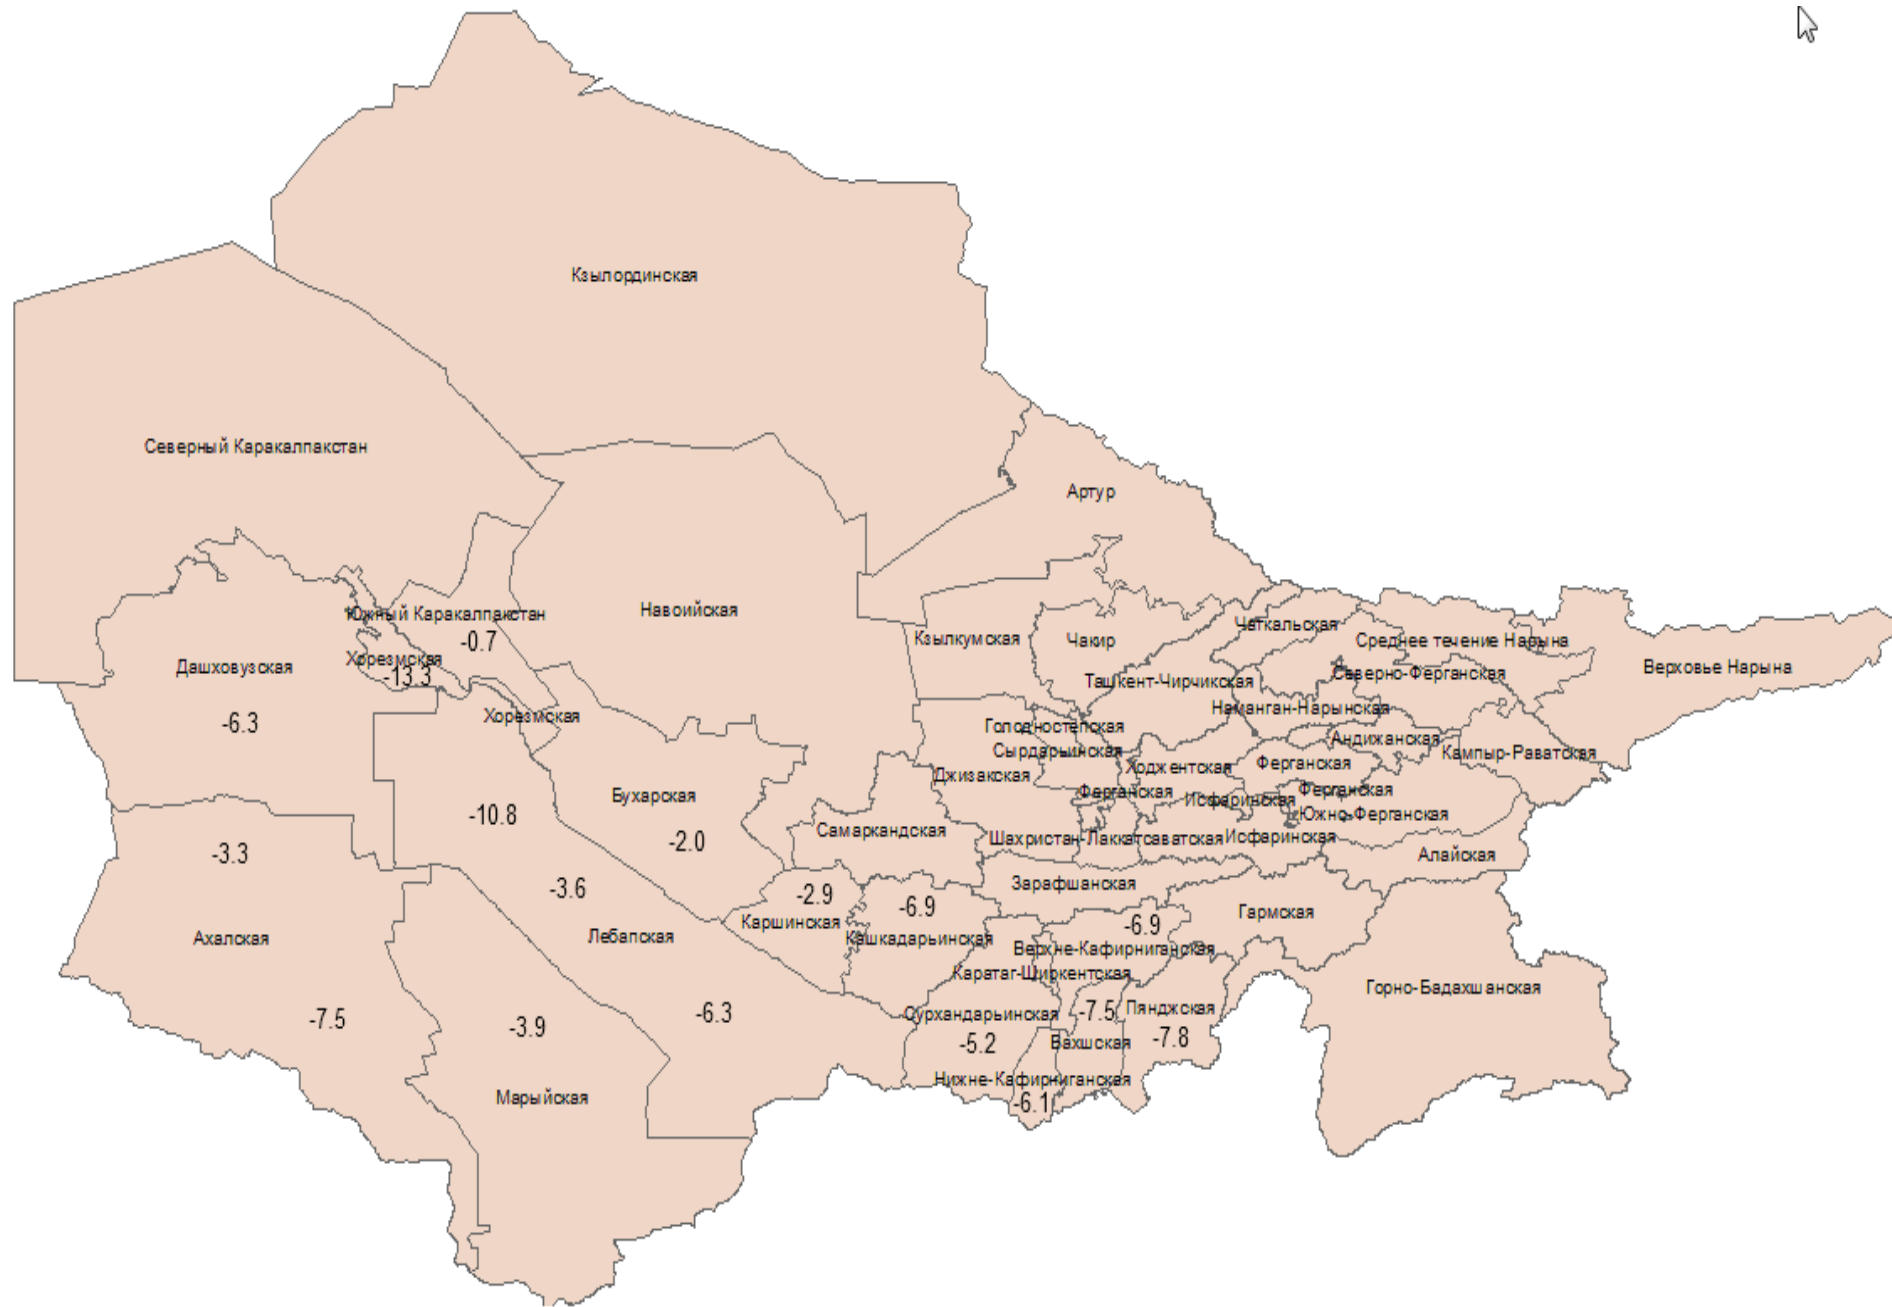 Кзылординская
Северный Каракалпакстан
Артур
Навоийская
Южный Каракалпакстан
-0.7
Кзылкумская
Чакир
Чаткальская
Среднее течение Нарына
Верховье Нарына
Дашховузская
-6.3
Хорезмская
-13.3
Ташкент-Чирчикская
Северно-Ферганская
Хорезмская
Наманган-Нарынская
Голодностепская
Сырдарьинская
Андижанская
Кампыр-Раватская
Джизакская
Ходжентская
Ферганская
Бухарская
-2.0
Ферганская
Исфаринская
Ферганская
-10.8
Южно-Ферганская
Самаркандская
Шахристан-Лаккатсаватская
Исфаринская
Алайская
-3.3
-3.6
-2.9
Каршинская
-6.9
Зарафшанская
Гармская
-6.9
Ахалская
Лебапская
Кашкадарьинская
Верхне-Кафирниганская
Каратаг-Ширкентская
Горно-Бадахшанская
-7.5
-3.9
-6.3
Сурхандарьинская
-5.2
-7.5
Пянджская
-7.8
Вахшская
Марыйская
Нижне-Кафирниганская
-6.1